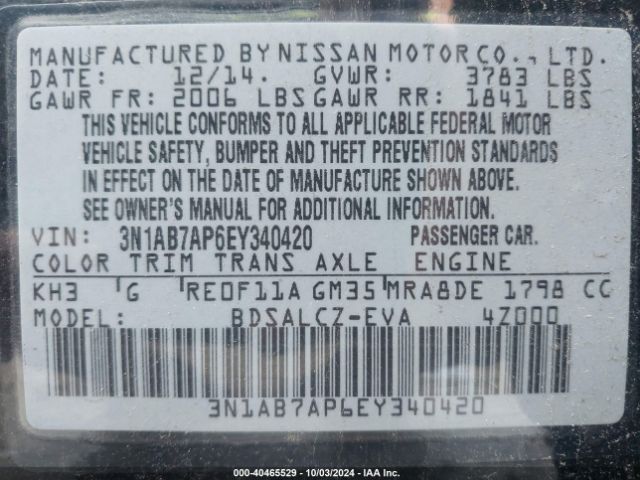 MANUFACTURED BY NISSAN MOTOR CO., LTD.
DATE: 12/14. GVWR: 3783 LBS
GAWR FR: 2006 LBS GAWR RR: 1841 LBS
THIS VEHICLE CONFORMS TO ALL APPLICABLE FEDERAL MOTOR
VEHICLE SAFETY, BUMPER AND THEFT PREVENTION STANDARDS
IN EFFECT ON THE DATE OF MANUFACTURE SHOWN ABOVE.
SEE OWNER'S MANUAL FOR ADDITIONAL INFORMATION.
VIN: 3N1AB7AP6EY340420 PASSENGER CAR.
COLOR TRIM TRANS AXLE ENGINE
KH3 G RE0F11A GM35 MRA8DE 1798 CC
MODEL: BDSALCZ-EVA 4Z000
3N1AB7AP6EY340420
000-40465529 - 10/03/2024 - IAA Inc.